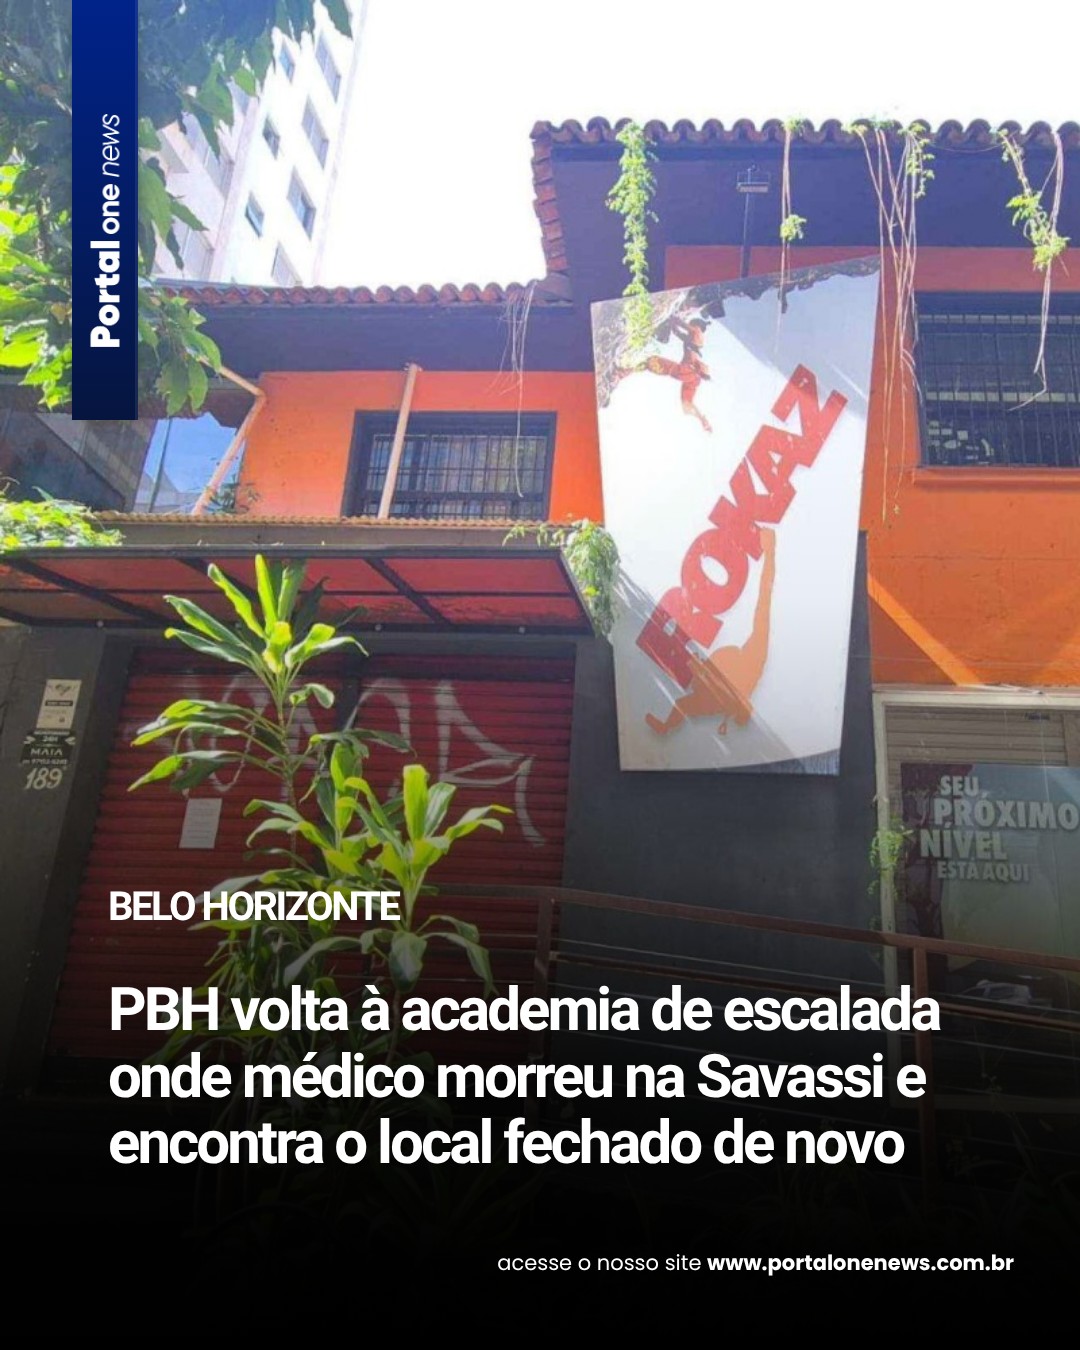 Portal one news
ROKAZ
MAIA
189
SEU
PRÓXIMO
NÍVEL
ESTÁ AQUI
BELO HORIZONTE
PBH volta à academia de escalada
onde médico morreu na Savassi e
encontra o local fechado de novo
acesse o nosso site www.portalonenews.com.br